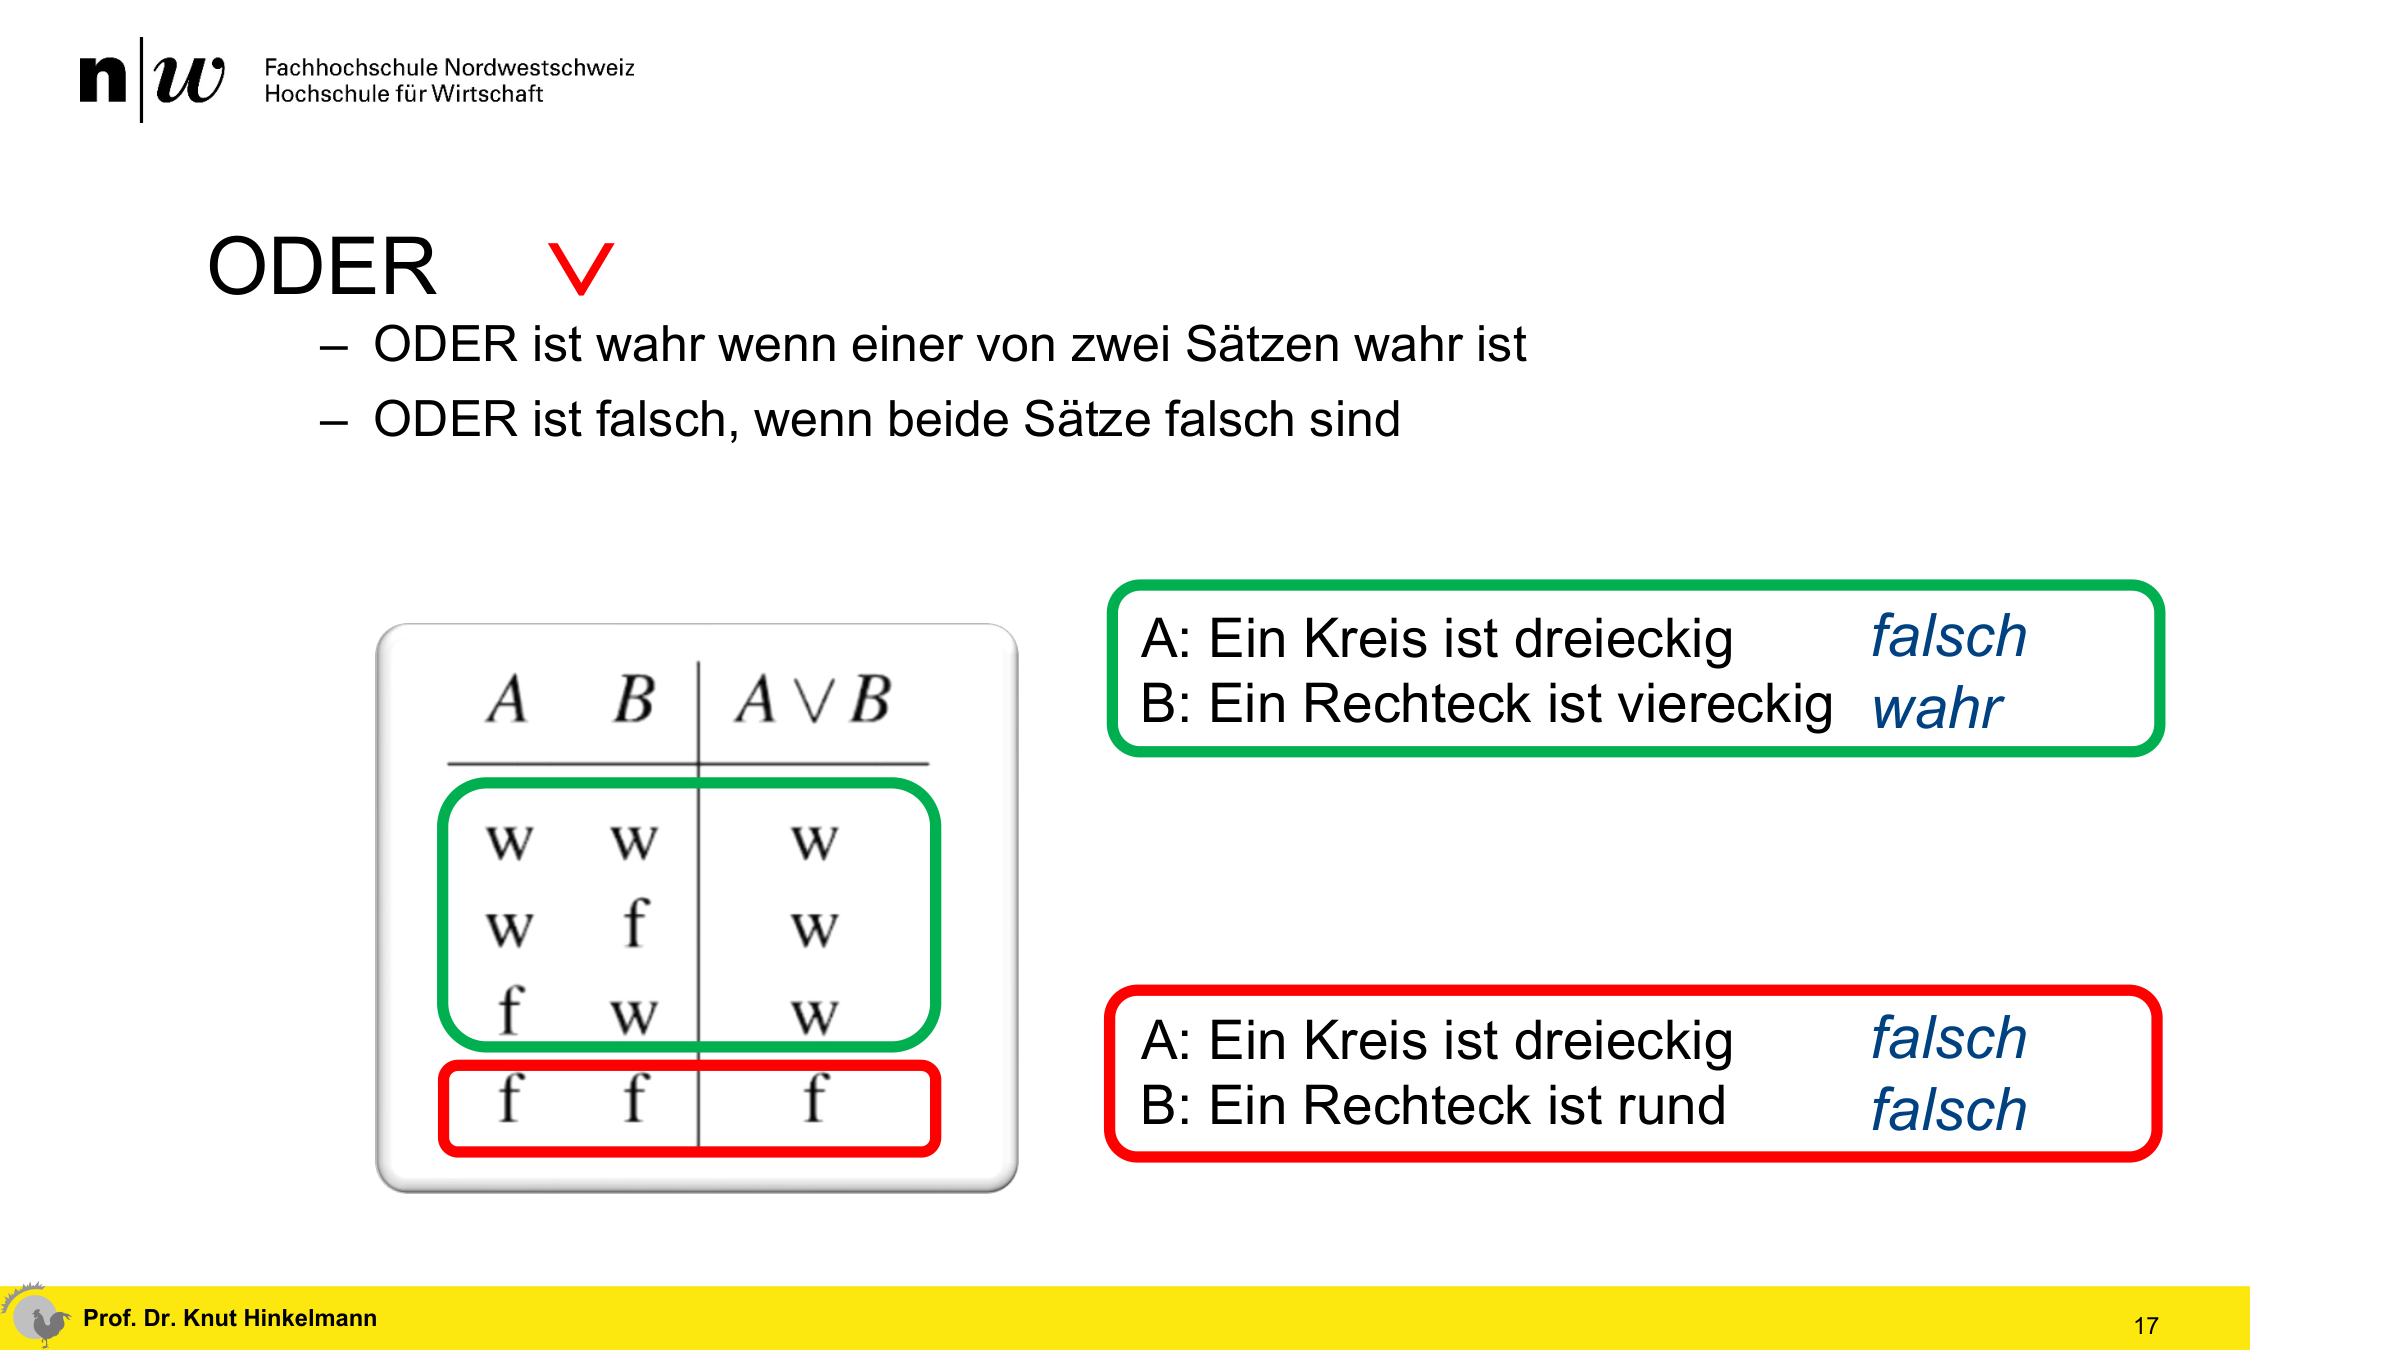 n|w Fachhochschule Nordwestschweiz
Hochschule für Wirtschaft
ODER ∨
– ODER ist wahr wenn einer von zwei Sätzen wahr ist
– ODER ist falsch, wenn beide Sätze falsch sind
A B A ∨ B
w w w
w f w
f w w
f f f
A: Ein Kreis ist dreieckig falsch
B: Ein Rechteck ist viereckig wahr
A: Ein Kreis ist dreieckig falsch
B: Ein Rechteck ist rund falsch
Prof. Dr. Knut Hinkelmann
17